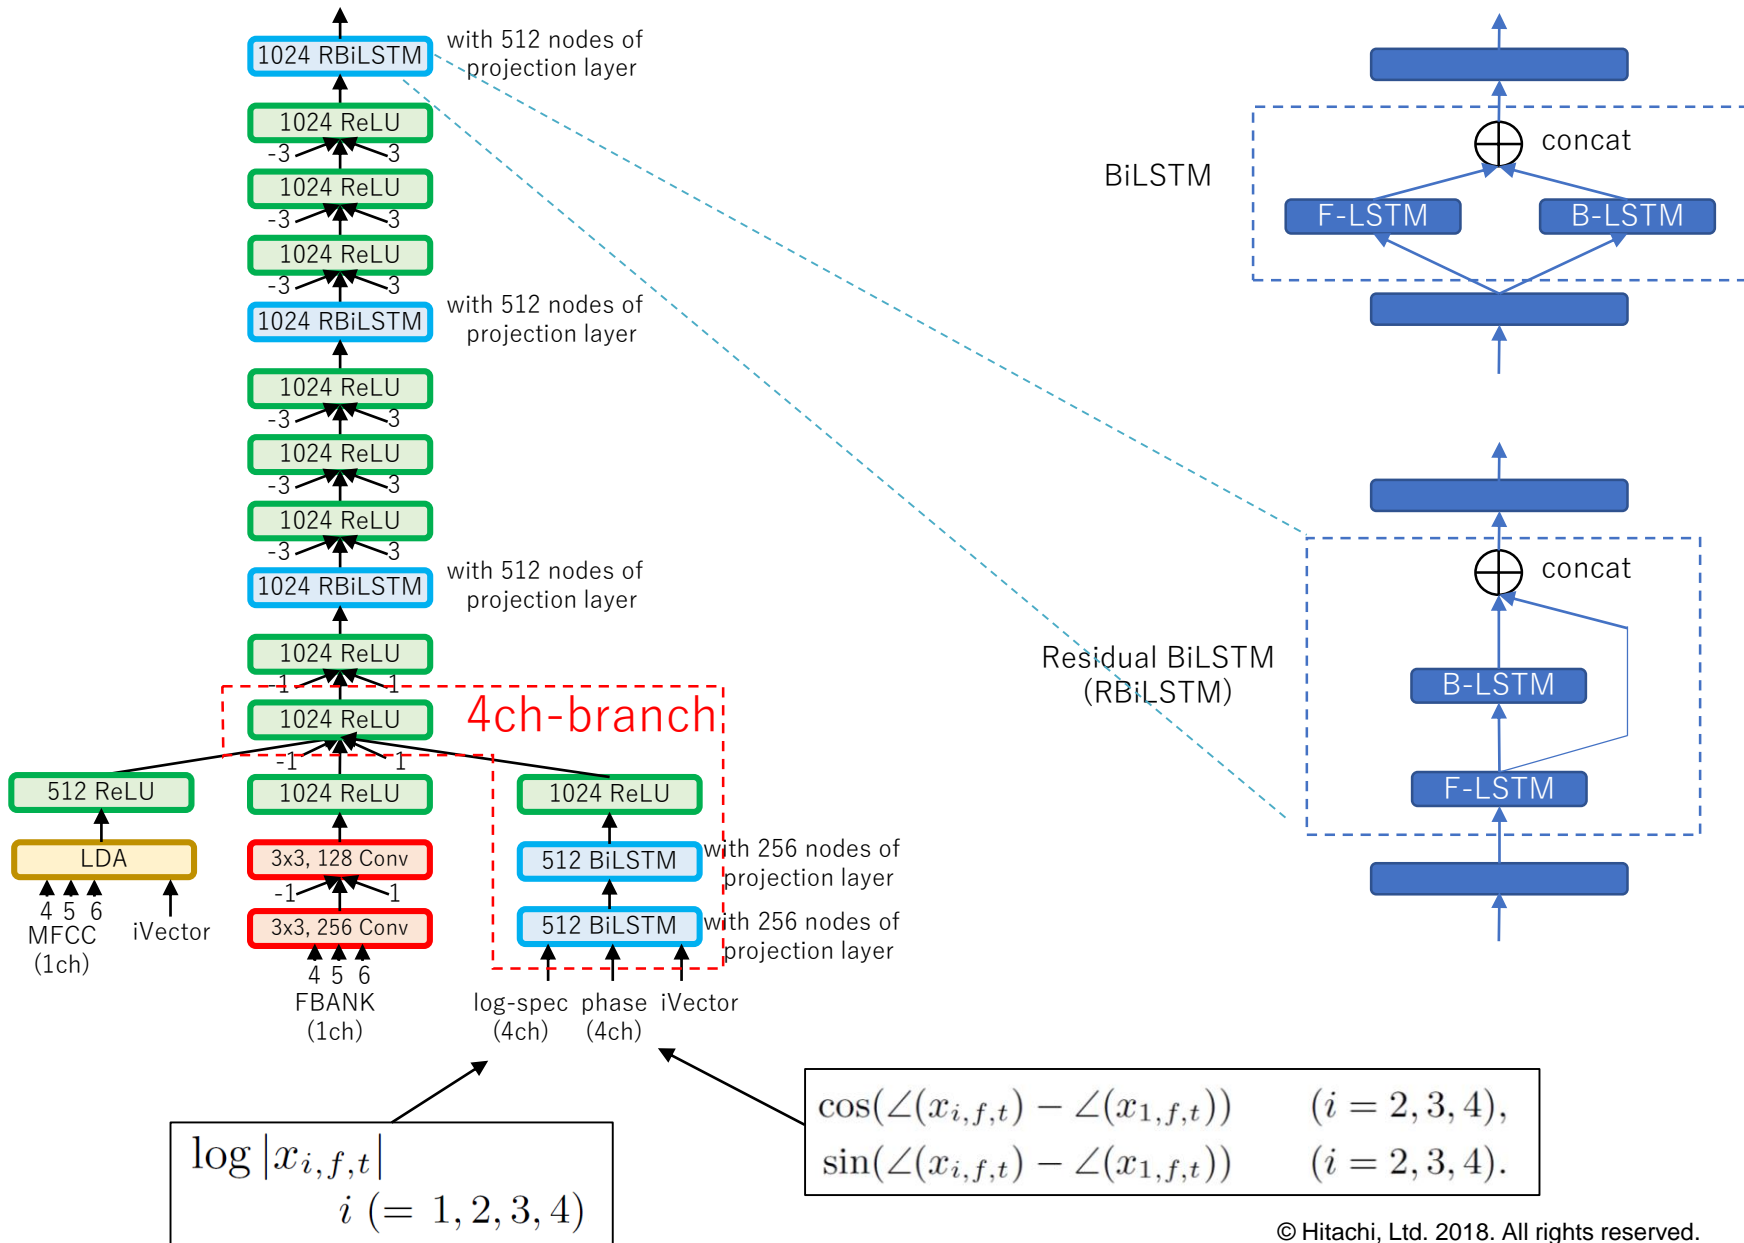 1024 RBiLSTM
with 512 nodes of
projection layer
1024 ReLU
-3 3
1024 ReLU
-3 3
1024 ReLU
-3 3
1024 RBiLSTM
with 512 nodes of
projection layer
1024 ReLU
-3 3
1024 ReLU
-3 3
1024 ReLU
-3 3
1024 RBiLSTM
with 512 nodes of
projection layer
1024 ReLU
-1 1
1024 ReLU
4ch-branch
-1 1
512 ReLU
1024 ReLU
1024 ReLU
LDA
3x3, 128 Conv
512 BiLSTM
with 256 nodes of
projection layer
4 5 6
-1 1
MFCC
(1ch)
iVector
3x3, 256 Conv
512 BiLSTM
with 256 nodes of
projection layer
4 5 6
FBANK
(1ch)
log-spec
(4ch)
phase
(4ch)
iVector
log |x_{i,f,t}|
i (= 1, 2, 3, 4)
cos(∠(x_{i,f,t}) − ∠(x_{1,f,t})) (i = 2, 3, 4),
sin(∠(x_{i,f,t}) − ∠(x_{1,f,t})) (i = 2, 3, 4).
BiLSTM
concat
F-LSTM
B-LSTM
Residual BiLSTM
(RBiLSTM)
concat
B-LSTM
F-LSTM
© Hitachi, Ltd. 2018. All rights reserved.